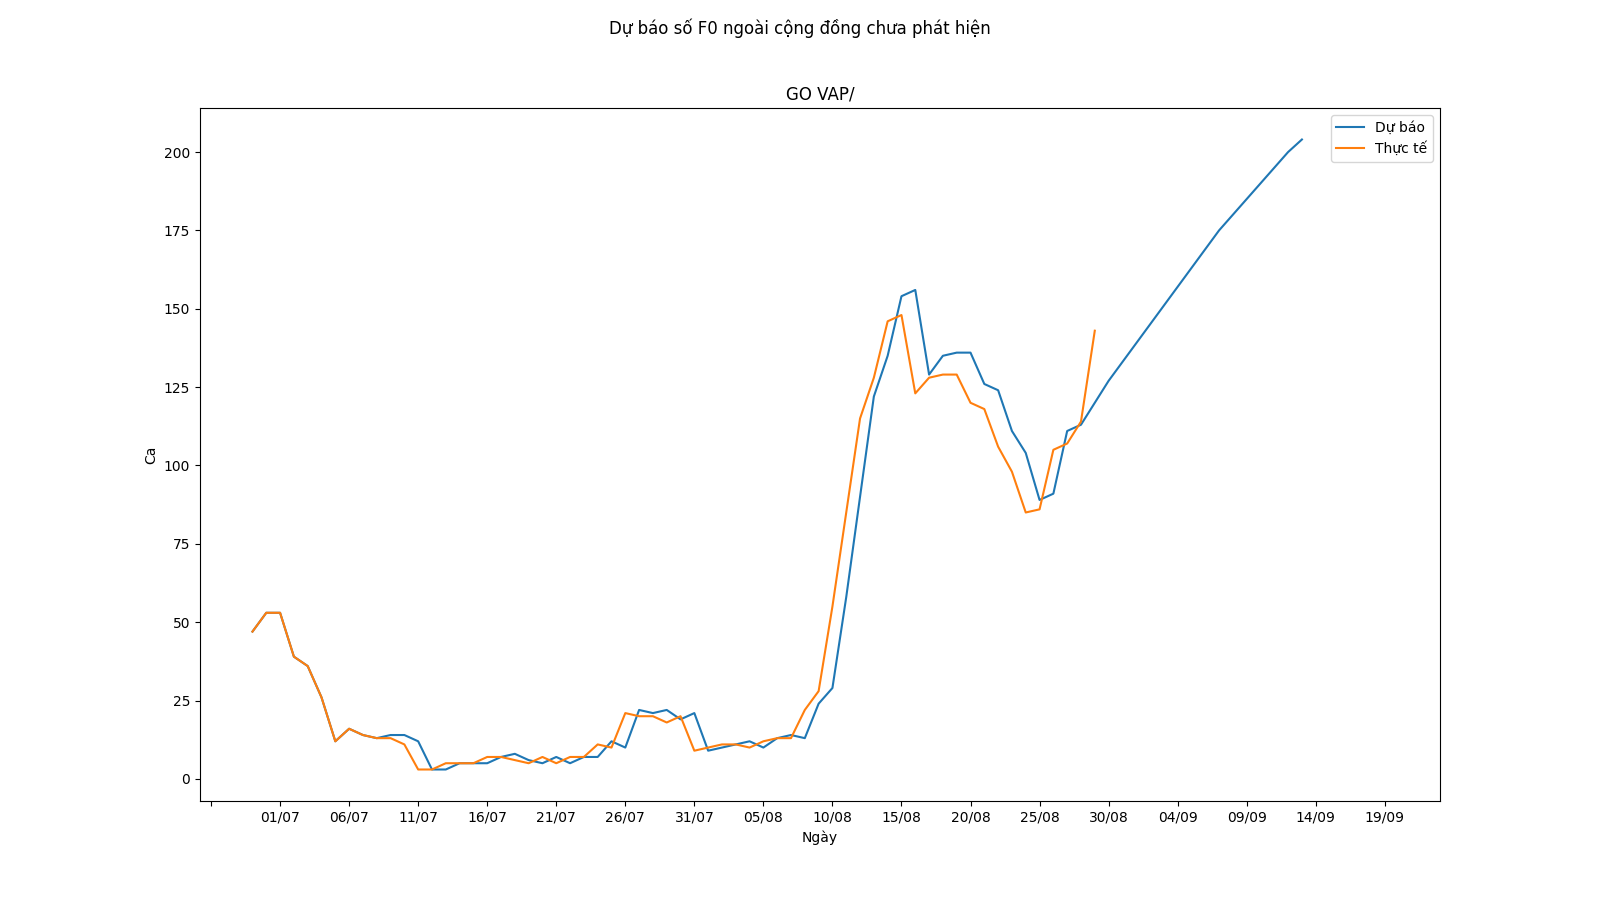 Dự báo số F0 ngoài cộng đồng chưa phát hiện
GO VAP/
Dự báo
Thực tế
200
175
150
125
100
75
50
25
0
Ca
01/07 06/07 11/07 16/07 21/07 26/07 31/07 05/08 10/08 15/08 20/08 25/08 30/08 04/09 09/09 14/09 19/09
Ngày